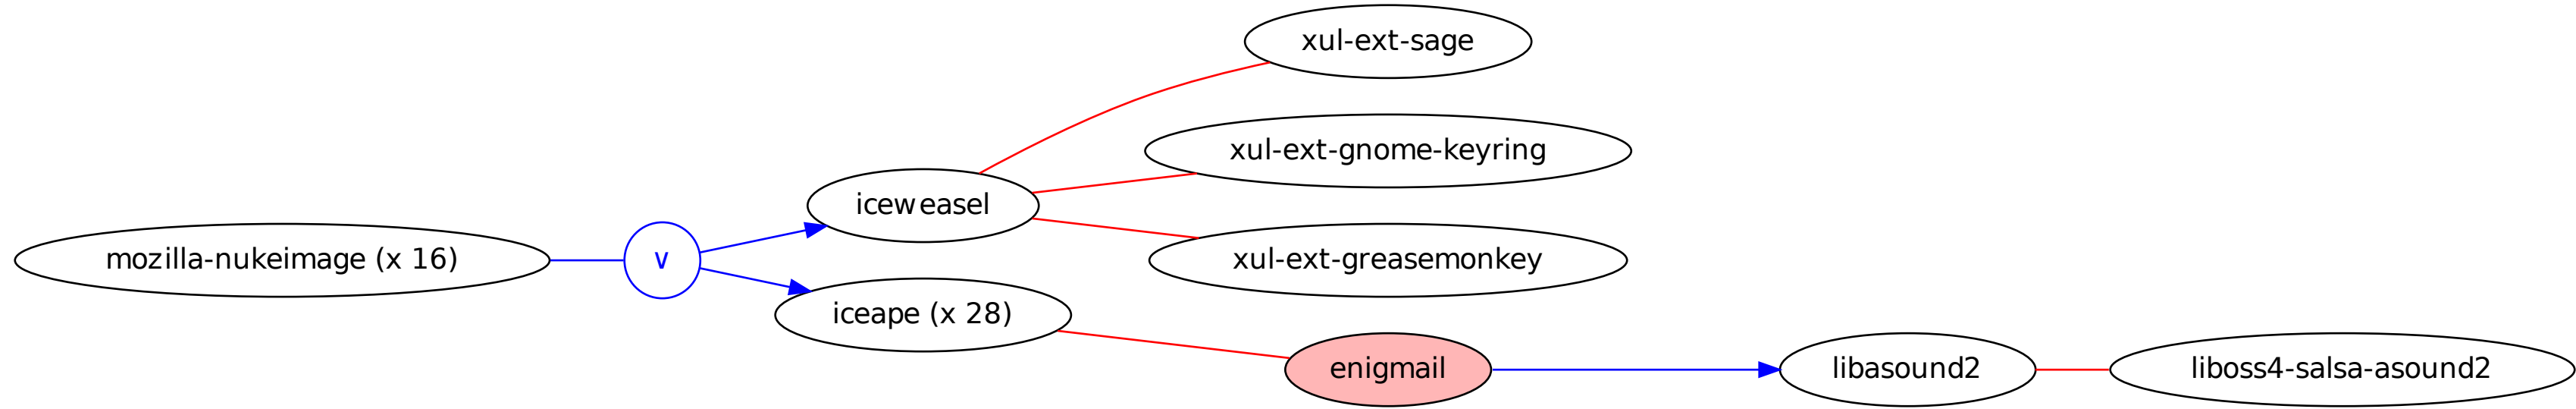 xul-ext-sage
xul-ext-gnome-keyring
iceweasel
mozilla-nukeimage (x 16)
∨
xul-ext-greasemonkey
iceape (x 28)
enigmail
libasound2
liboss4-salsa-asound2